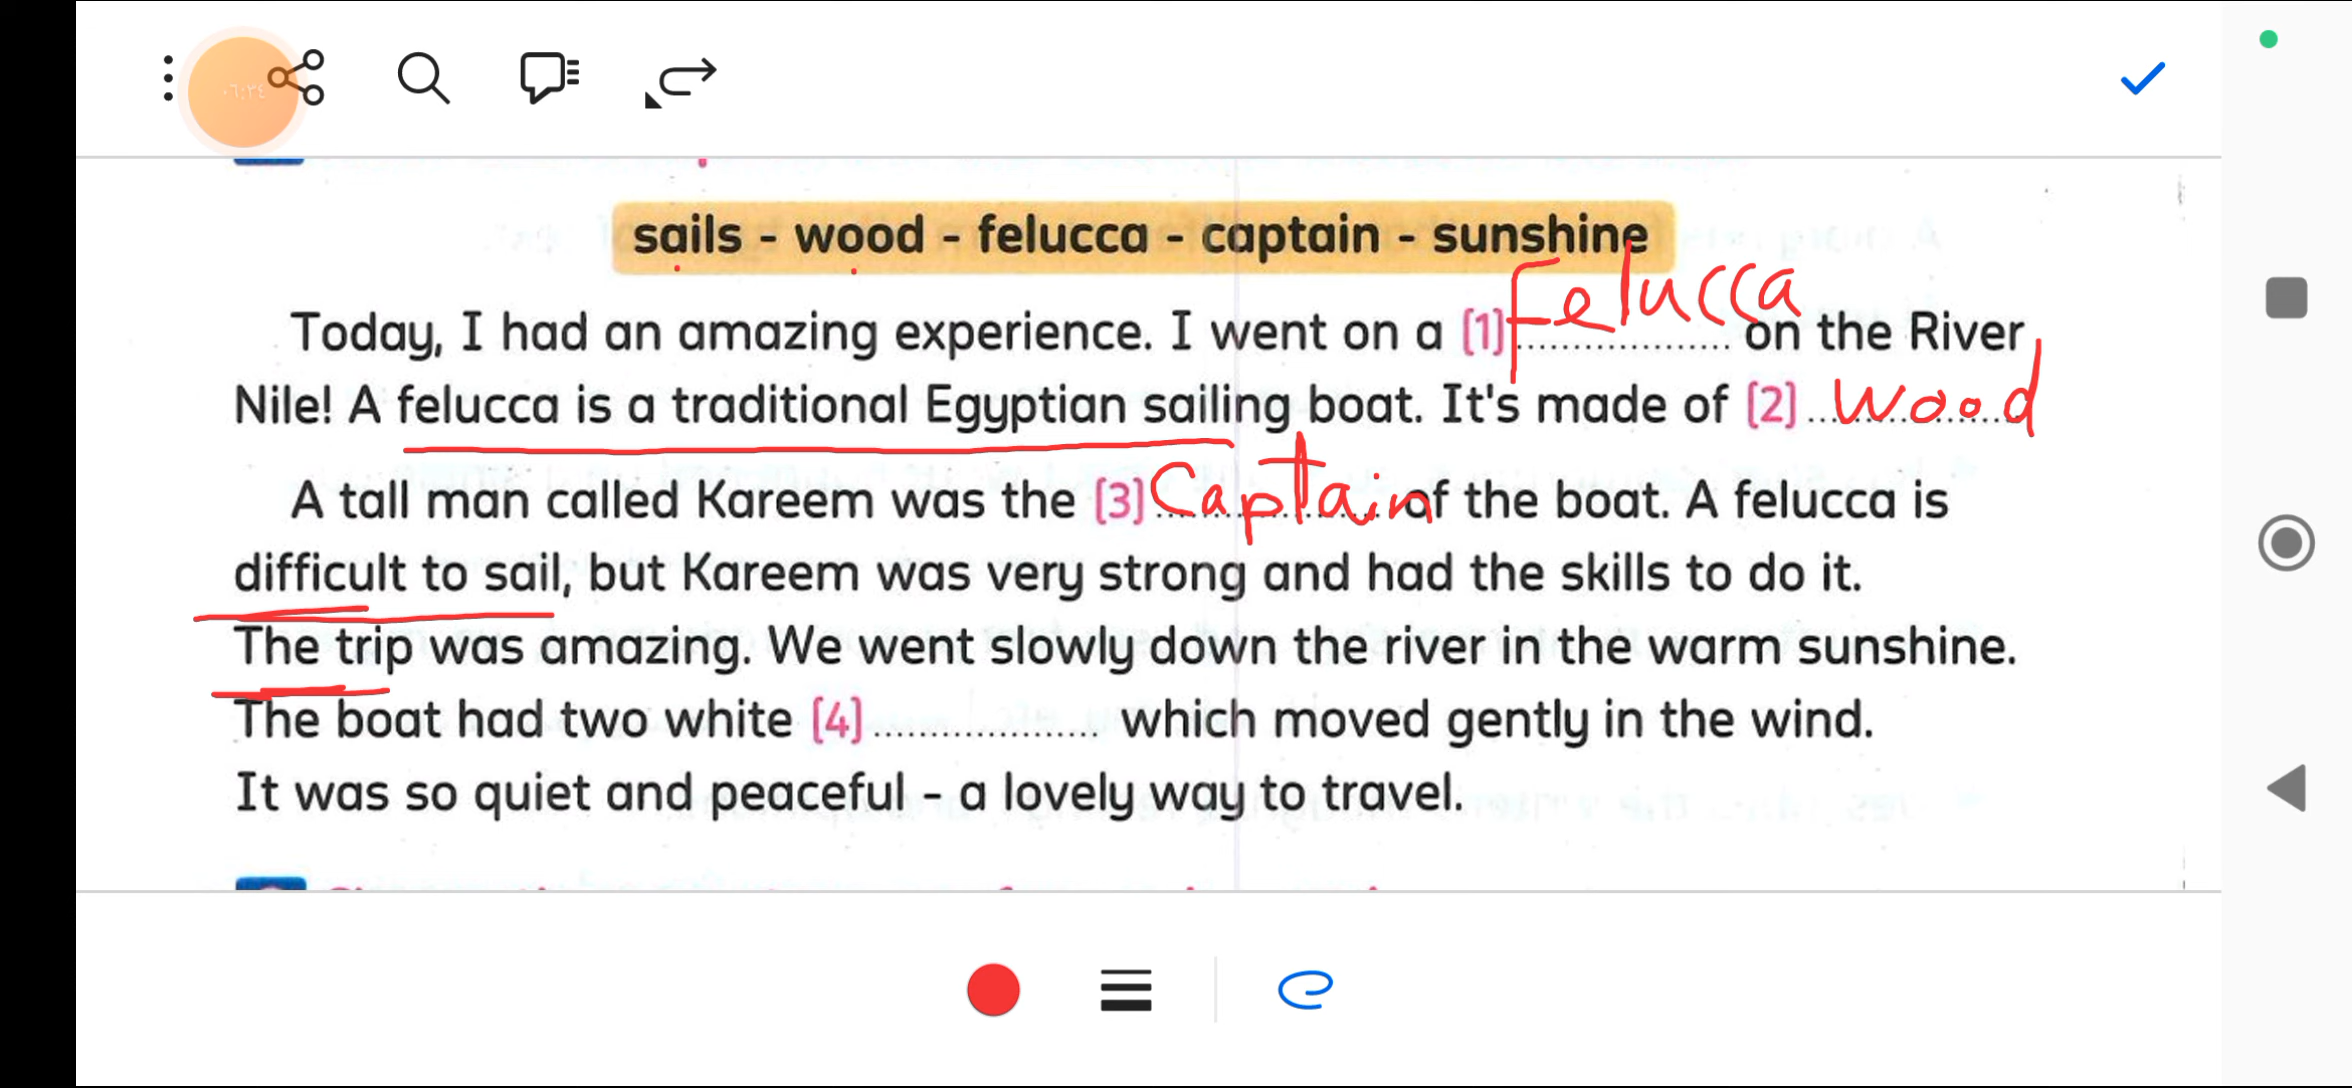 ٠٦:٣٤
sails - wood - felucca - captain - sunshine
Today, I had an amazing experience. I went on a [1] Felucca on the River
Nile! A felucca is a traditional Egyptian sailing boat. It's made of [2] wood
A tall man called Kareem was the [3] Captain of the boat. A felucca is
difficult to sail, but Kareem was very strong and had the skills to do it.
The trip was amazing. We went slowly down the river in the warm sunshine.
The boat had two white [4] .................... which moved gently in the wind.
It was so quiet and peaceful - a lovely way to travel.